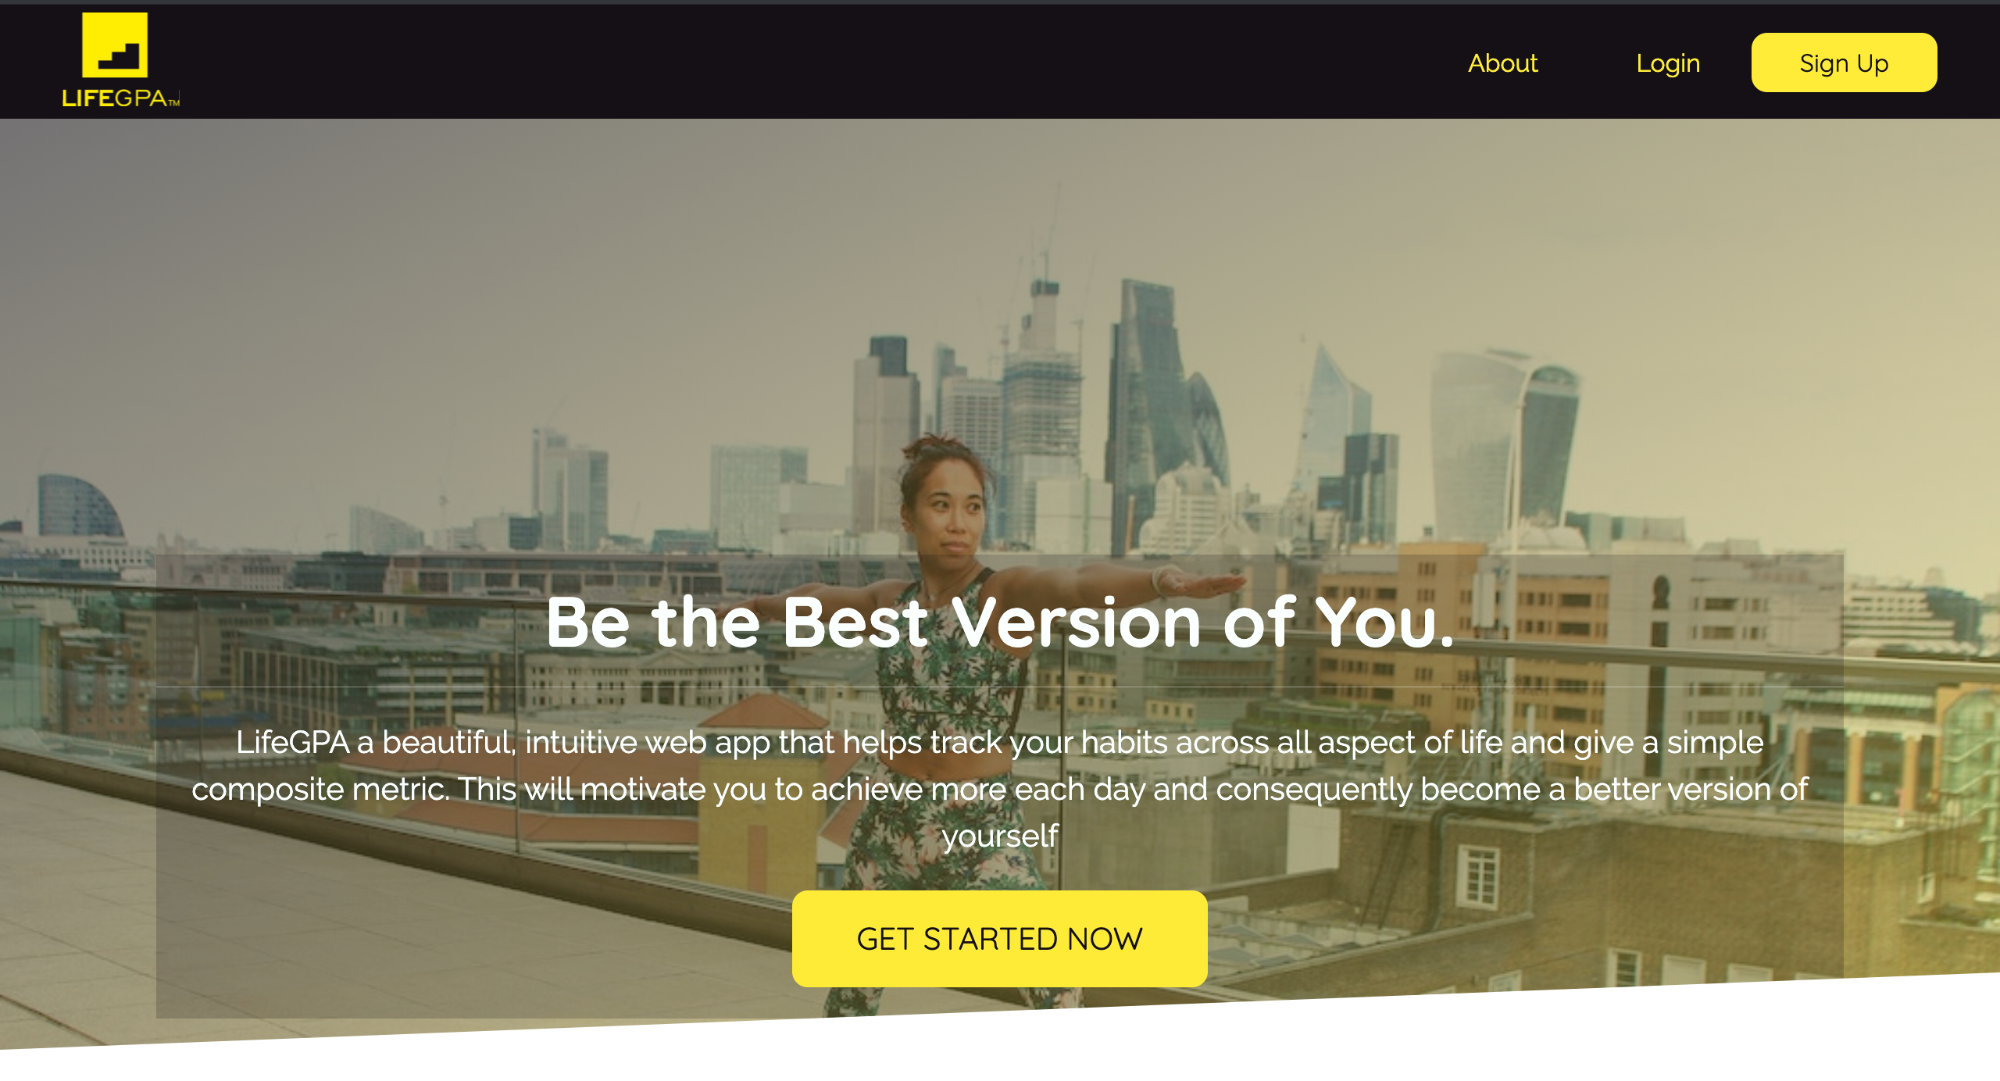 LIFEGPA™
About
Login
Sign Up
Be the Best Version of You.
LifeGPA a beautiful, intuitive web app that helps track your habits across all aspect of life and give a simple
composite metric. This will motivate you to achieve more each day and consequently become a better version of
yourself
GET STARTED NOW